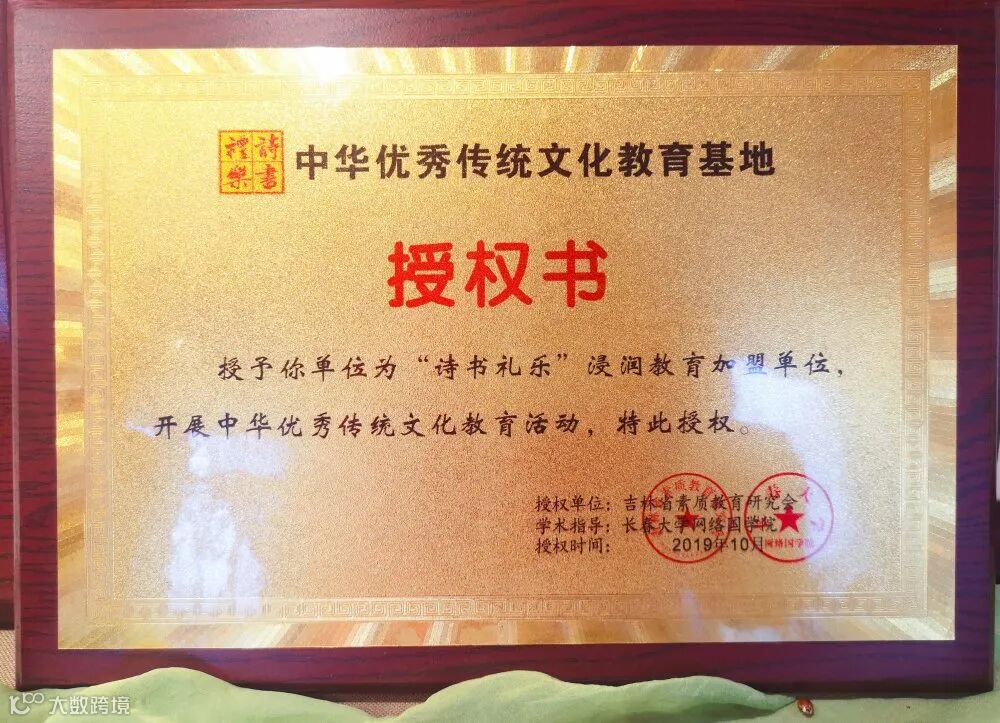 詩書禮樂 中华优秀传统文化教育基地
授权书
授予你单位为“诗书礼乐”浸润教育加盟单位，
开展中华优秀传统文化教育活动，特此授权。
授权单位：吉林省素质教育研究会
学术指导：长春大学网络国学院
授权时间： 2019年10月
网络国学院
大数跨境